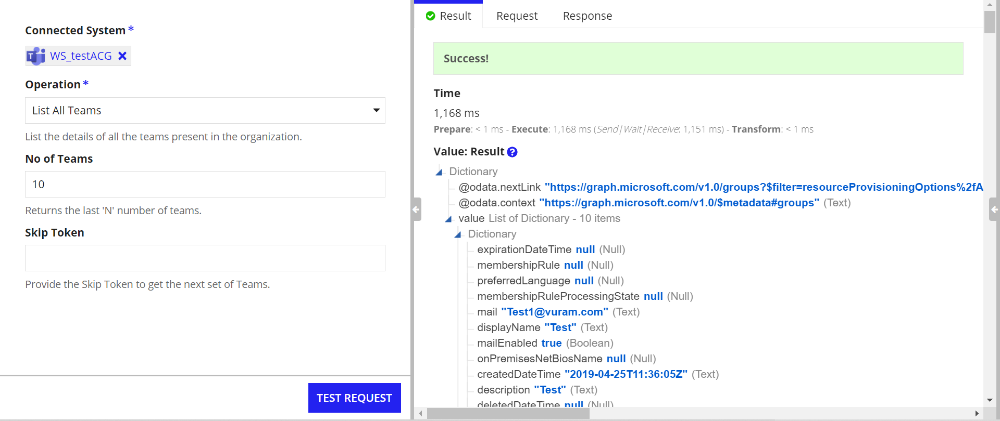 Connected System *
WS_testACG
Operation *
List All Teams
List the details of all the teams present in the organization.
No of Teams
10
Returns the last 'N' number of teams.
Skip Token
Provide the Skip Token to get the next set of Teams.
TEST REQUEST
Result Request Response
Success!
Time
1,168 ms
Prepare: < 1 ms - Execute: 1,168 ms (Send|Wait|Receive: 1,151 ms) - Transform: < 1 ms
Value: Result ?
Dictionary
@odata.nextLink "https://graph.microsoft.com/v1.0/groups?$filter=resourceProvisioningOptions%2fA
@odata.context "https://graph.microsoft.com/v1.0/$metadata#groups" (Text)
value List of Dictionary - 10 items
Dictionary
expirationDateTime null (Null)
membershipRule null (Null)
preferredLanguage null (Null)
membershipRuleProcessingState null (Null)
mail "Test1@vuram.com" (Text)
displayName "Test" (Text)
mailEnabled true (Boolean)
onPremisesNetBiosName null (Null)
createdDateTime "2019-04-25T11:36:05Z" (Text)
description "Test" (Text)
deletedDateTime null (Null)